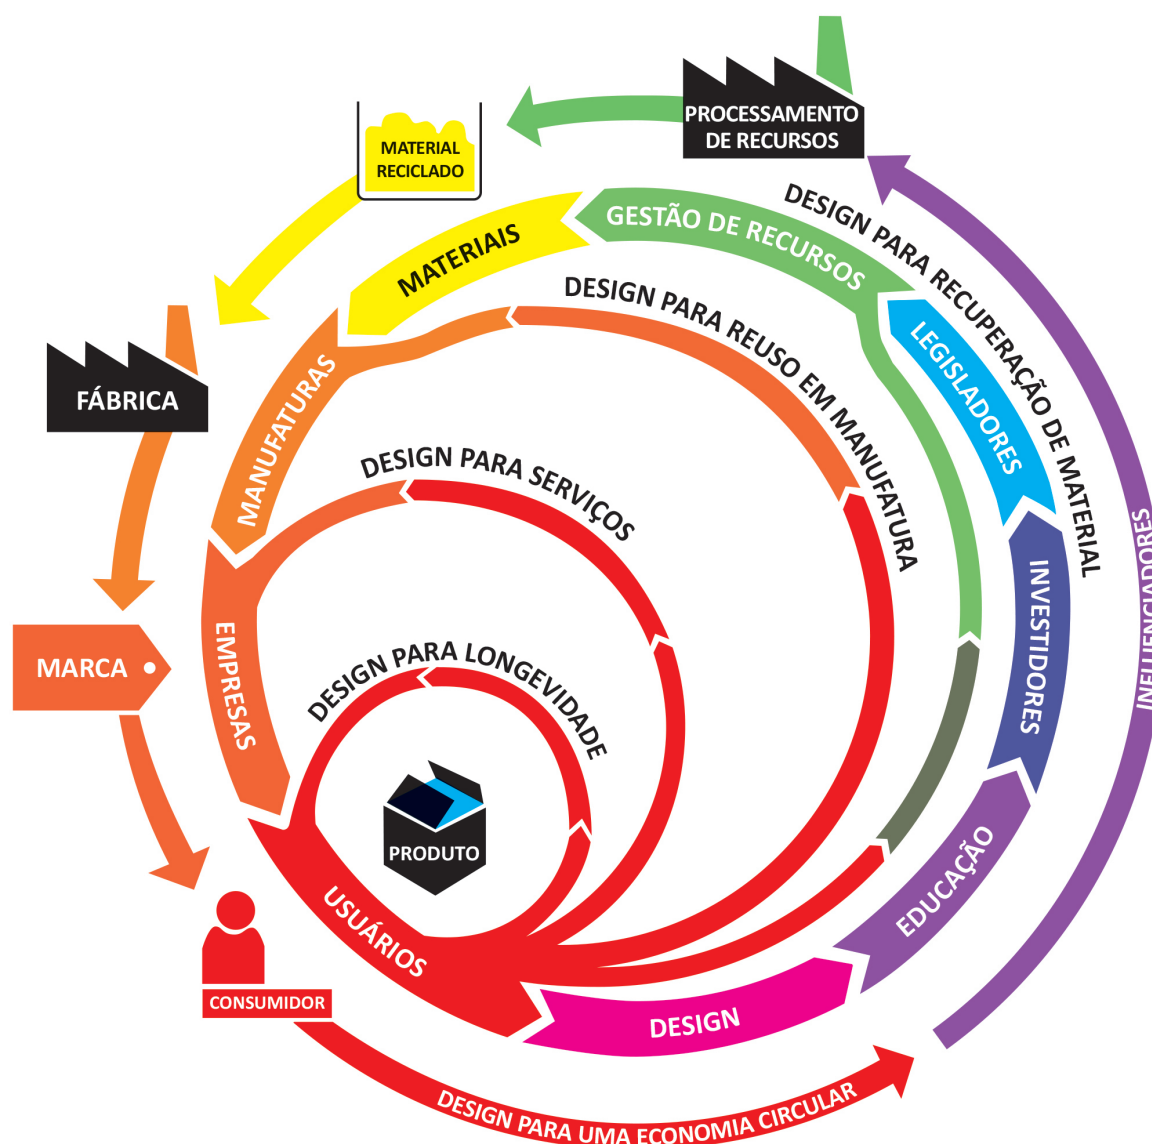 PROCESSAMENTO
DE RECURSOS
MATERIAL
RECICLADO
GESTÃO DE RECURSOS
DESIGN PARA RECUPERAÇÃO DE MATERIAL
MATERIAIS
DESIGN PARA REUSO EM MANUFATURA
LEGISLADORES
FÁBRICA
MANUFATURAS
DESIGN PARA SERVIÇOS
INFLUENCIADORES
INVESTIDORES
MARCA
EMPRESAS
DESIGN PARA LONGEVIDADE
PRODUTO
EDUCAÇÃO
USUÁRIOS
CONSUMIDOR
DESIGN
DESIGN PARA UMA ECONOMIA CIRCULAR